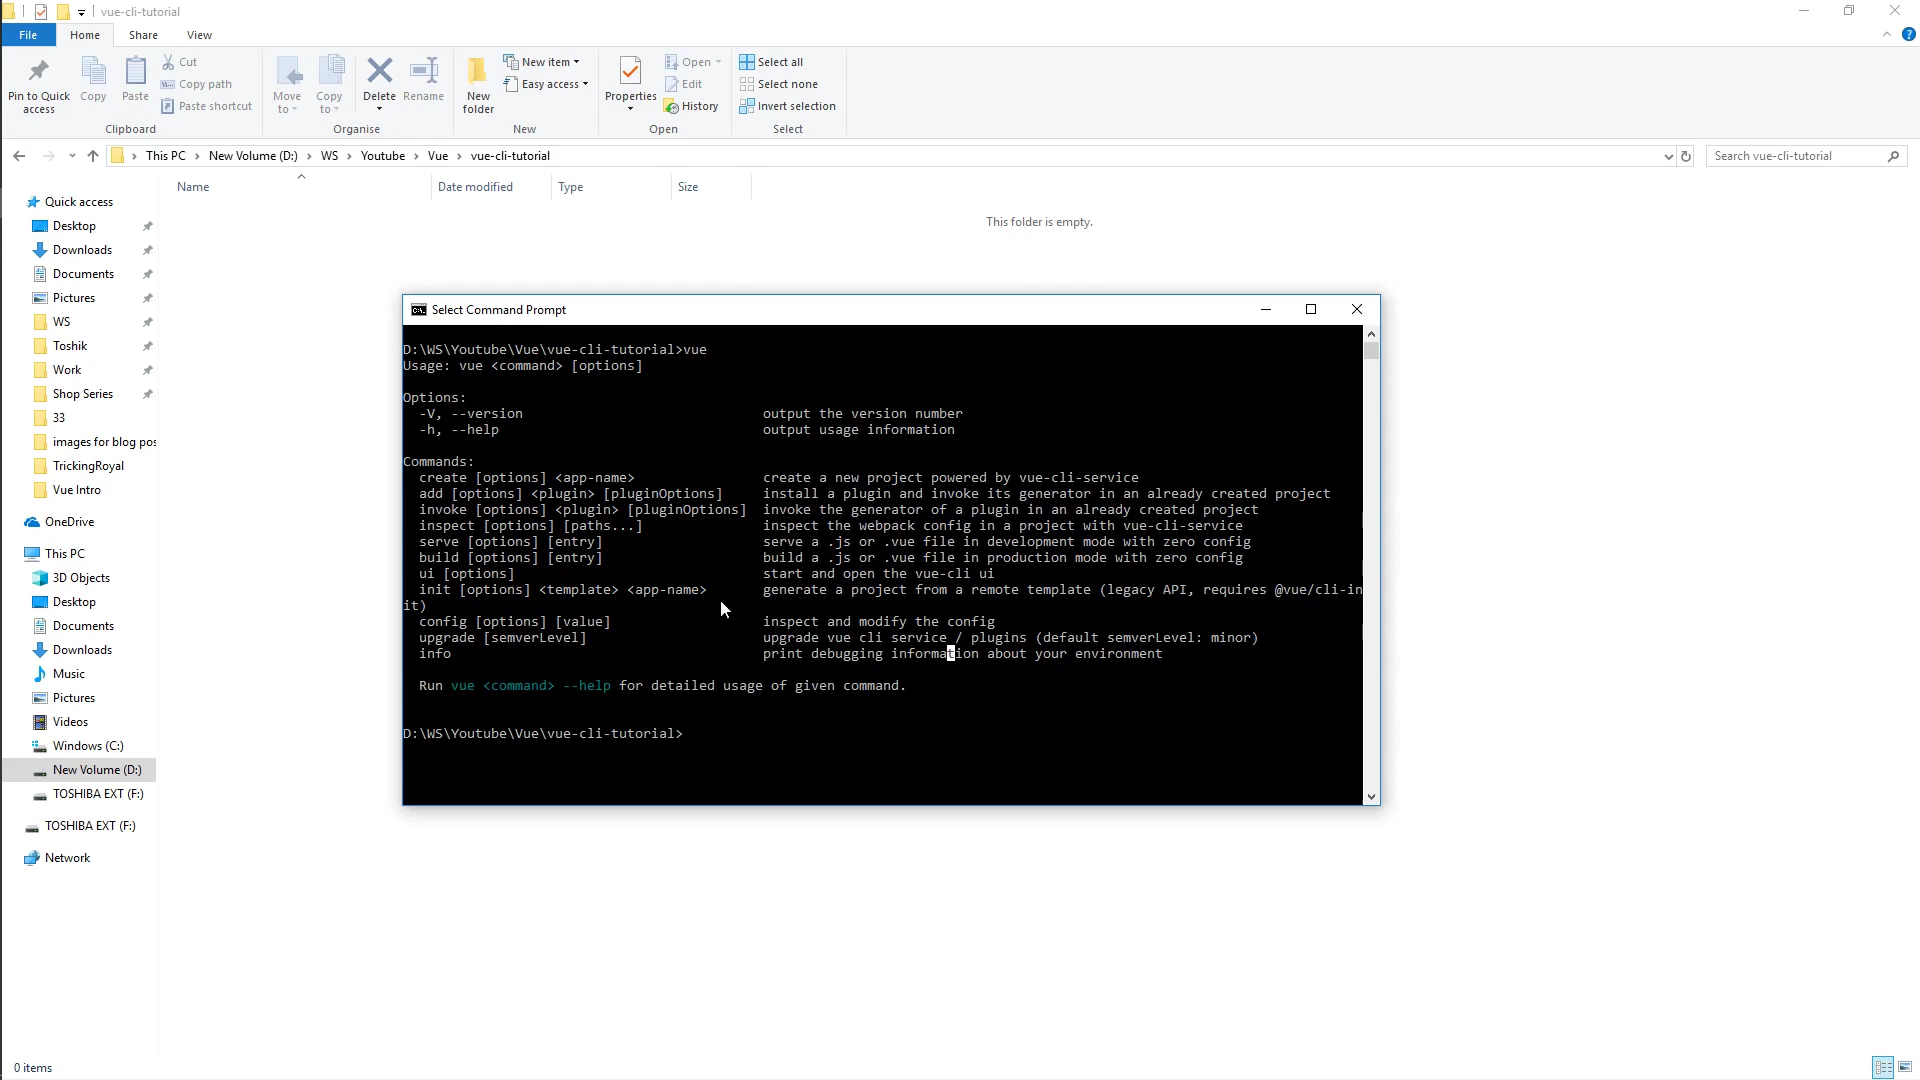 vue-cli-tutorial
File Home Share View
Pin to Quick access
Copy
Paste
Cut
Copy path
Paste shortcut
Clipboard
Move to
Copy to
Delete
Rename
Organise
New folder
New item
Easy access
New
Properties
Open
Edit
History
Open
Select all
Select none
Invert selection
Select
This PC > New Volume (D:) > WS > Youtube > Vue > vue-cli-tutorial
Search vue-cli-tutorial
Name Date modified Type Size
This folder is empty.
Quick access
Desktop
Downloads
Documents
Pictures
WS
Toshik
Work
Shop Series
33
images for blog pos
TrickingRoyal
Vue Intro
OneDrive
This PC
3D Objects
Desktop
Documents
Downloads
Music
Pictures
Videos
Windows (C:)
New Volume (D:)
TOSHIBA EXT (F:)
TOSHIBA EXT (F:)
Network
Select Command Prompt
D:\WS\Youtube\Vue\vue-cli-tutorial>vue
Usage: vue <command> [options]
Options:
-V, --version output the version number
-h, --help output usage information
Commands:
create [options] <app-name> create a new project powered by vue-cli-service
add [options] <plugin> [pluginOptions] install a plugin and invoke its generator in an already created project
invoke [options] <plugin> [pluginOptions] invoke the generator of a plugin in an already created project
inspect [options] [paths...] inspect the webpack config in a project with vue-cli-service
serve [options] [entry] serve a .js or .vue file in development mode with zero config
build [options] [entry] build a .js or .vue file in production mode with zero config
ui [options] start and open the vue-cli ui
init [options] <template> <app-name> generate a project from a remote template (legacy API, requires @vue/cli-in
it)
config [options] [value] inspect and modify the config
upgrade [semverLevel] upgrade vue cli service / plugins (default semverLevel: minor)
info print debugging information about your environment
Run vue <command> --help for detailed usage of given command.
D:\WS\Youtube\Vue\vue-cli-tutorial>
0 items